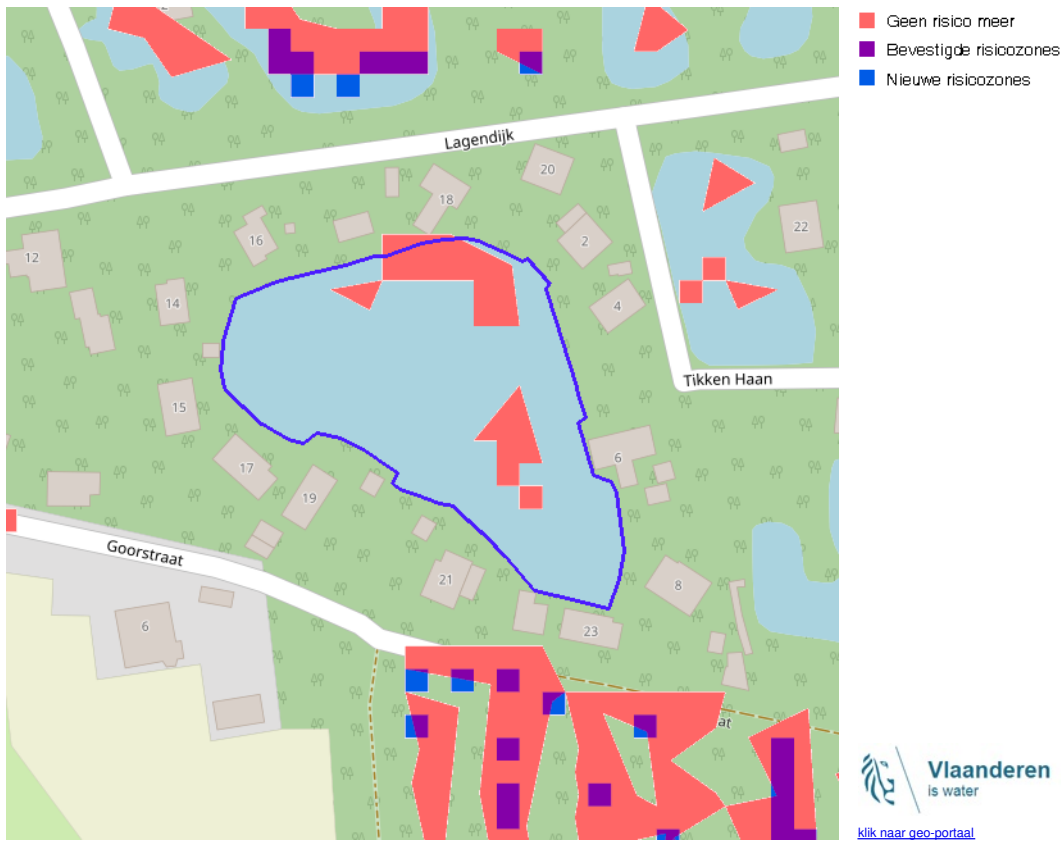 Geen risico meer
Bevestigde risicozones
Nieuwe risicozones
Lagendijk
20
18
16
2
22
12
14
4
Tikken Haan
15
6
17
19
Goorstraat
21
8
6
23
at
Vlaanderen
is water
klik naar geo-portaal